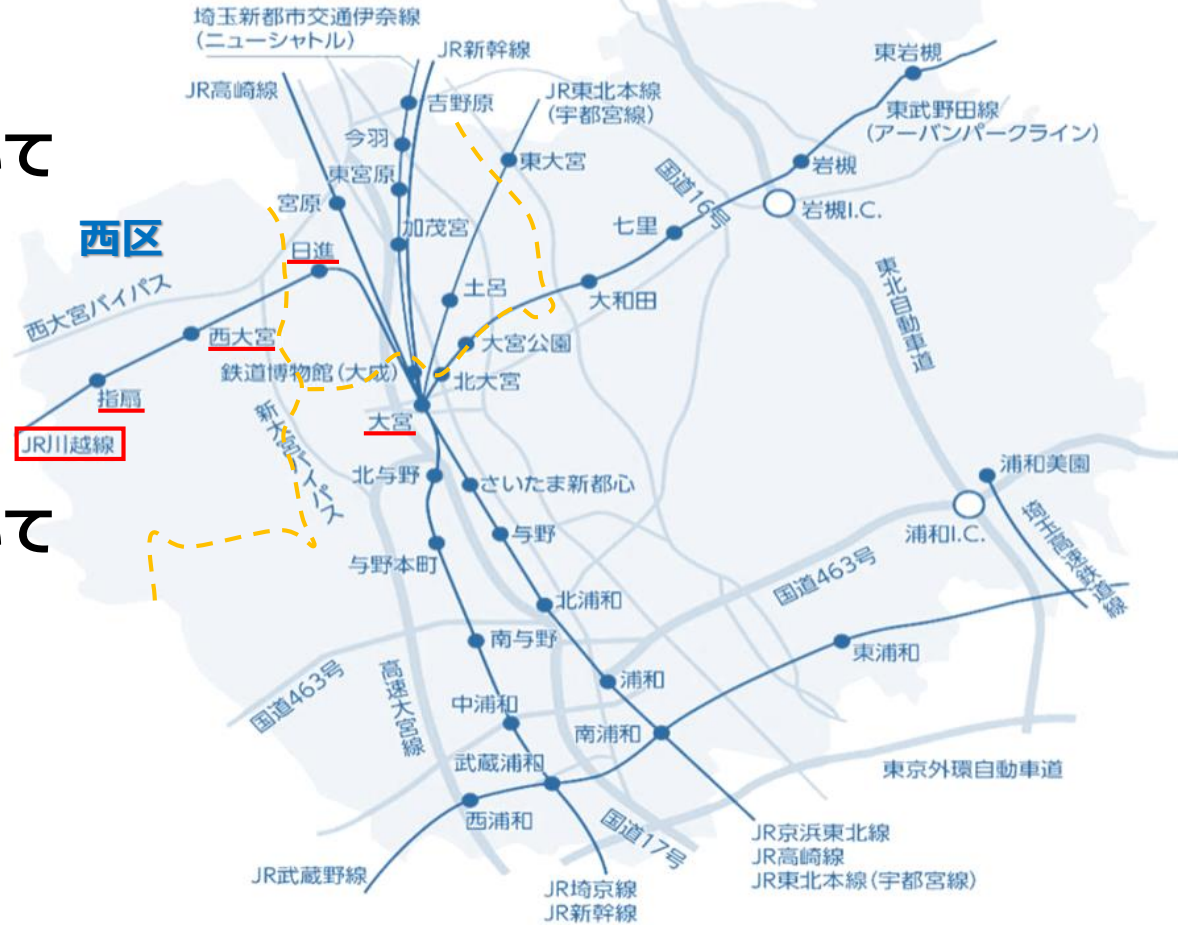 埼玉新都市交通伊奈線
(ニューシャトル)
JR新幹線
JR高崎線
吉野原
JR東北本線
(宇都宮線)
東岩槻
東武野田線
(アーバンパークライン)
いて
今羽
東大宮
国道16号
岩槻
東宮原
宮原
岩槻I.C.
西区
加茂宮
七里
日進
東北自動車道
西大宮バイパス
土呂
大和田
西大宮
大宮公園
鉄道博物館(大成)
北大宮
指扇
新大宮バイパス
大宮
JR川越線
浦和美園
北与野
さいたま新都心
いて
浦和I.C.
埼玉高速鉄道線
与野
与野本町
国道463号
北浦和
南与野
東浦和
高速大宮線
国道463号
浦和
中浦和
南浦和
武蔵浦和
東京外環自動車道
西浦和
国道17号
JR京浜東北線
JR高崎線
JR東北本線(宇都宮線)
JR武蔵野線
JR埼京線
JR新幹線